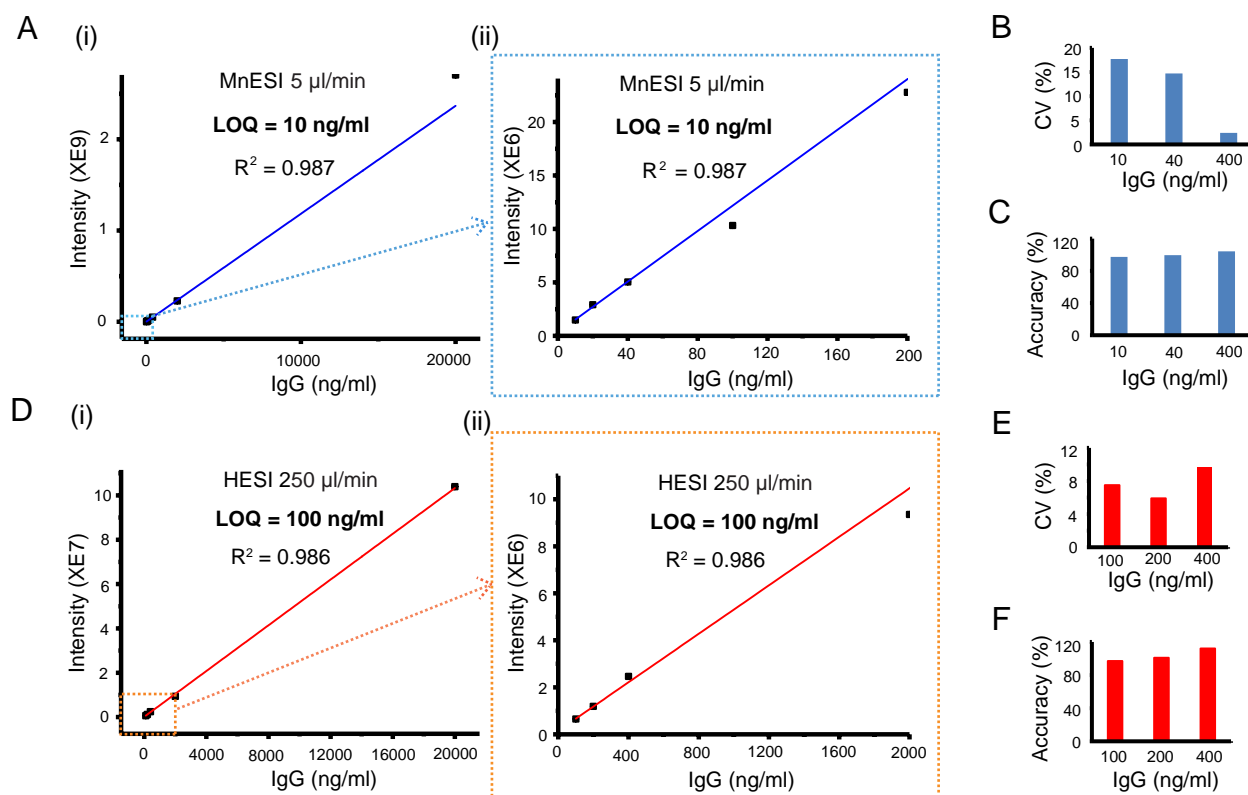 A
(i)
MnESI 5 µl/min
LOQ = 10 ng/ml
R² = 0.987
Intensity (XE9)
2
1
0
0 10000 20000
IgG (ng/ml)
(ii)
MnESI 5 µl/min
LOQ = 10 ng/ml
R² = 0.987
Intensity (XE6)
20
15
10
5
0
0 40 80 120 160 200
IgG (ng/ml)
B
CV (%)
20
15
10
5
0
10 40 400
IgG (ng/ml)
C
Accuracy (%)
120
80
40
0
10 40 400
IgG (ng/ml)
D
(i)
HESI 250 µl/min
LOQ = 100 ng/ml
R² = 0.986
Intensity (XE7)
10
8
6
4
2
0
0 4000 8000 12000 16000 20000
IgG (ng/ml)
(ii)
HESI 250 µl/min
LOQ = 100 ng/ml
R² = 0.986
Intensity (XE6)
10
8
6
4
2
0
0 400 800 1200 1600 2000
IgG (ng/ml)
E
CV (%)
12
8
4
0
100 200 400
IgG (ng/ml)
F
Accuracy (%)
120
80
40
0
100 200 400
IgG (ng/ml)